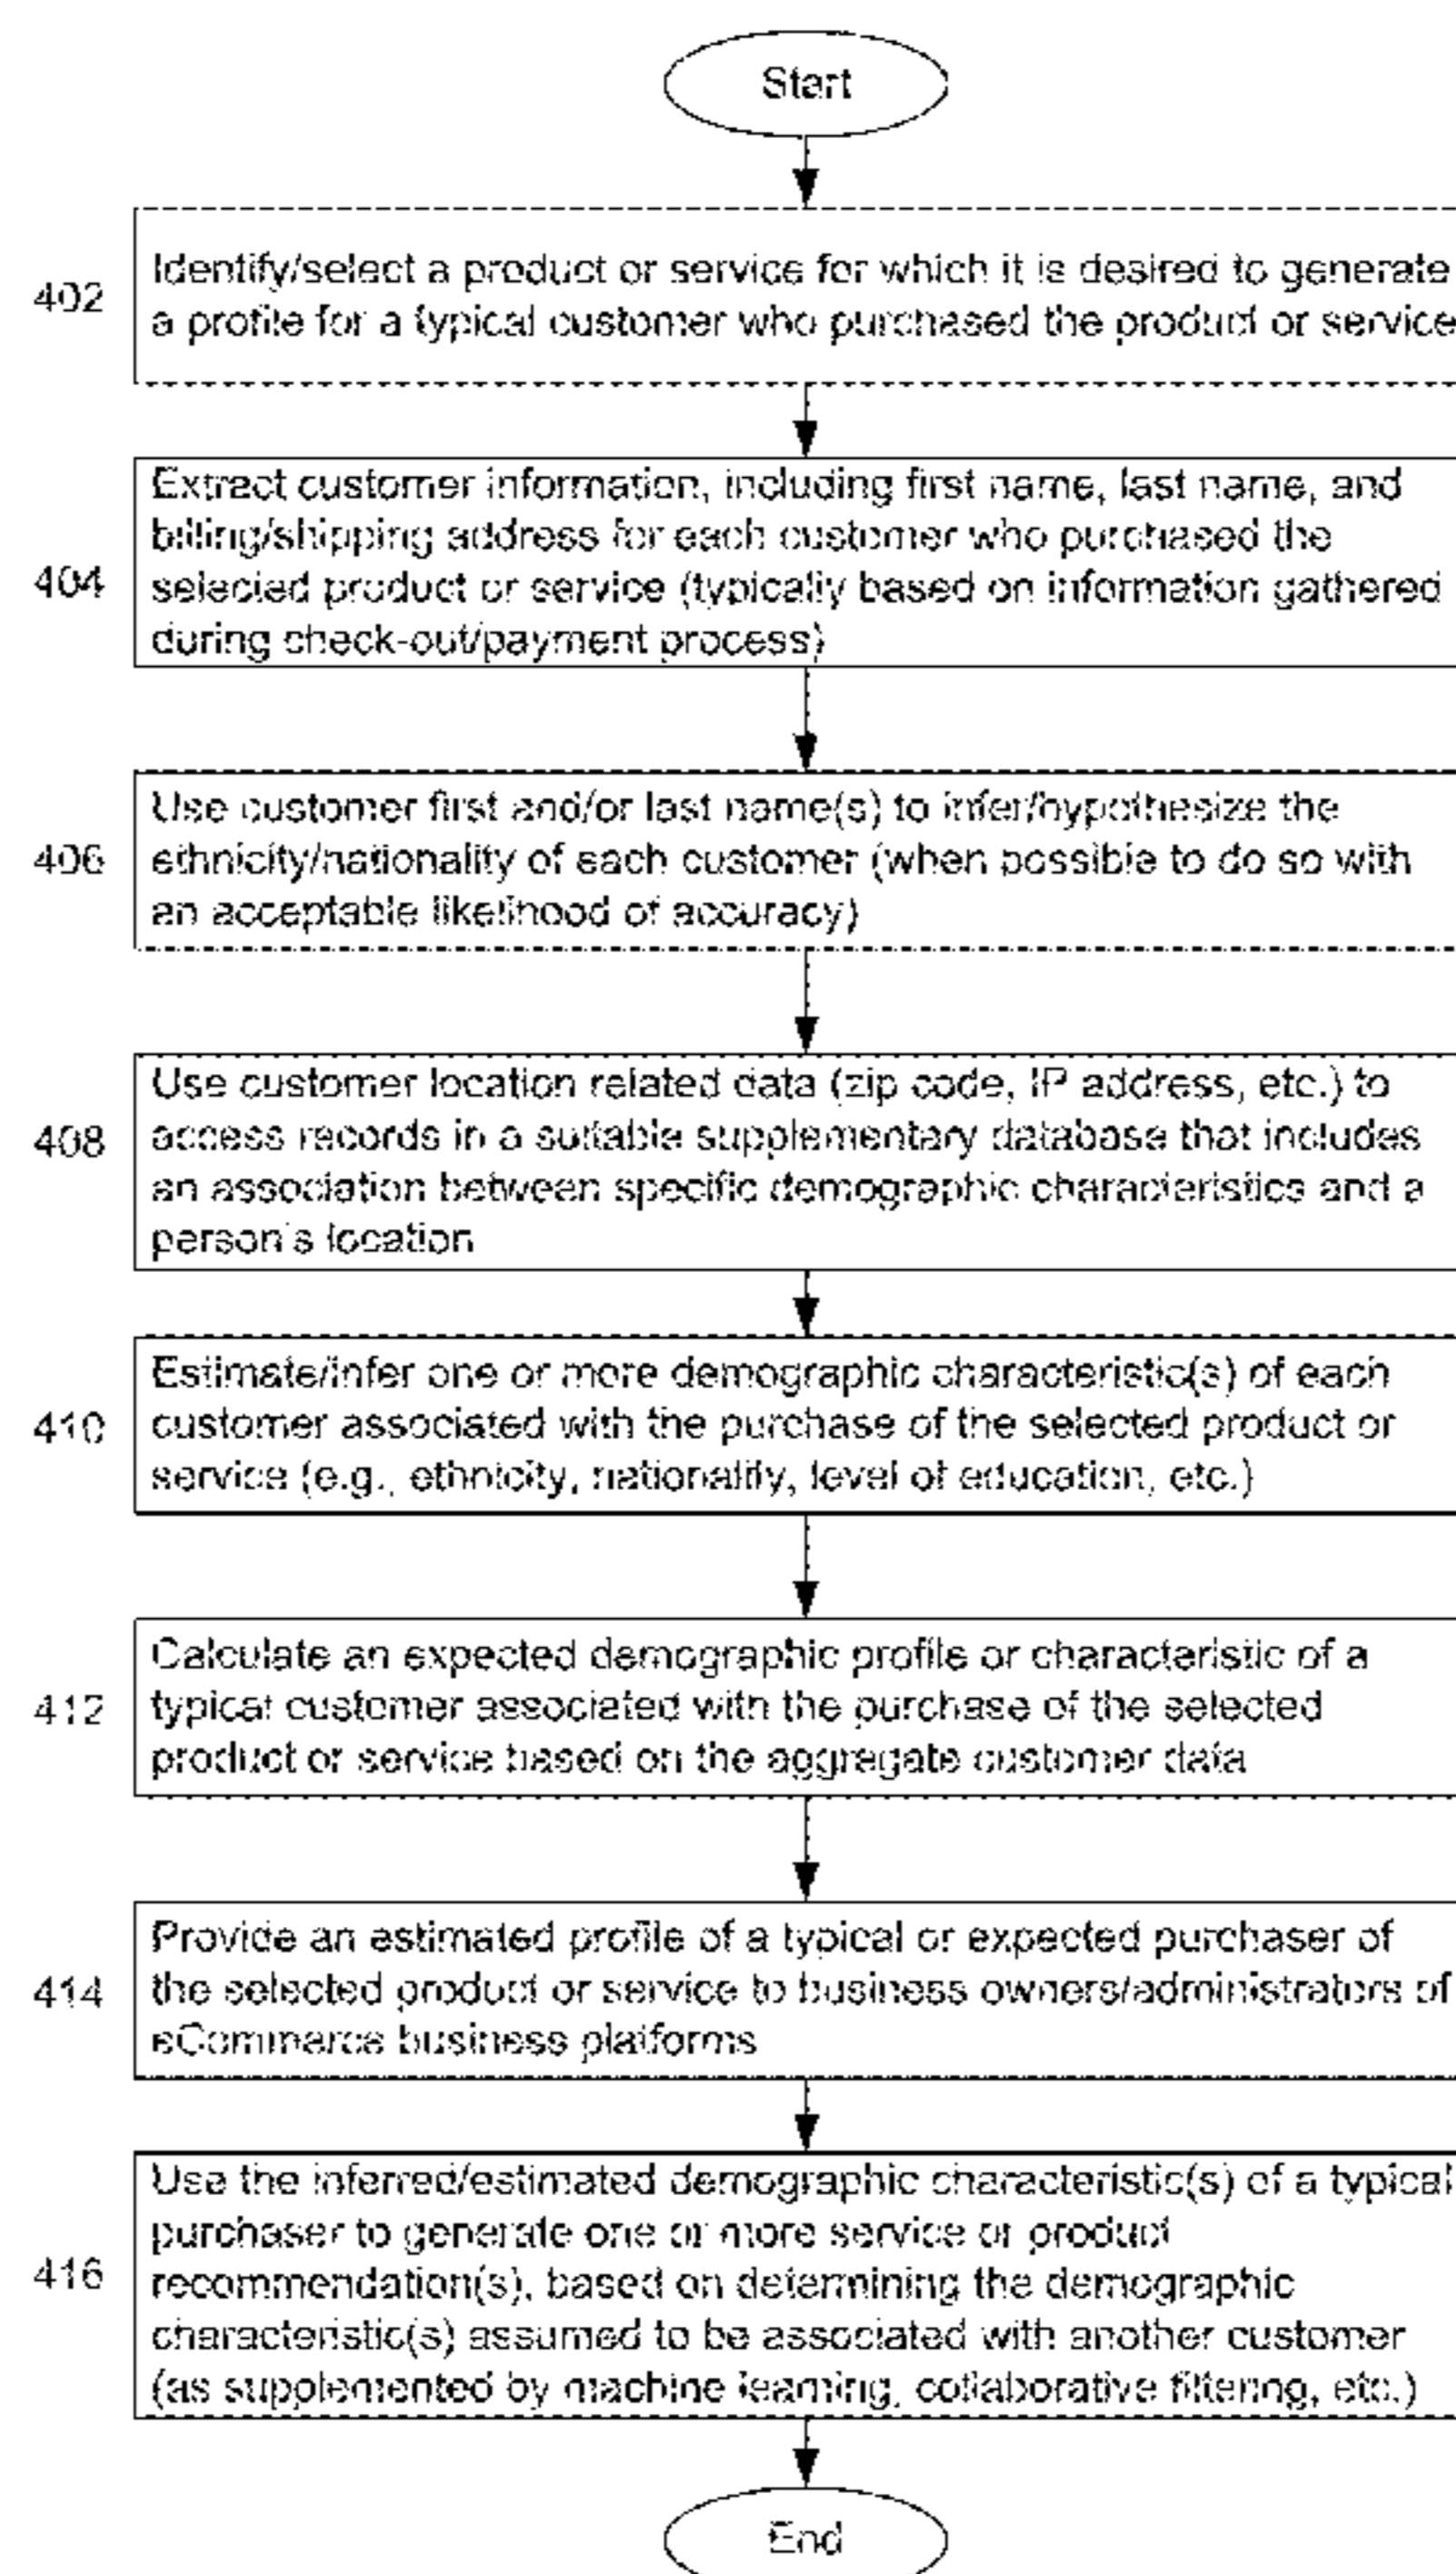 Start
402
Identify/select a product or service for which it is desired to generate
a profile for a typical customer who purchased the product or service
404
Extract customer information, including first name, last name, and
billing/shipping address for each customer who purchased the
selected product or service (typically based on information gathered
during check-out/payment process)
406
Use customer first and/or last name(s) to infer/hypothesize the
ethnicity/nationality of each customer (when possible to do so with
an acceptable likelihood of accuracy)
408
Use customer location related data (zip code, IP address, etc.) to
access records in a suitable supplementary database that includes
an association between specific demographic characteristics and a
person's location
410
Estimate/infer one or more demographic characteristic(s) of each
customer associated with the purchase of the selected product or
service (e.g., ethnicity, nationality, level of education, etc.)
412
Calculate an expected demographic profile or characteristic of a
typical customer associated with the purchase of the selected
product or service based on the aggregate customer data
414
Provide an estimated profile of a typical or expected purchaser of
the selected product or service to business owners/administrators of
eCommerce business platforms
416
Use the inferred/estimated demographic characteristic(s) of a typical
purchaser to generate one or more service or product
recommendation(s), based on determining the demographic
characteristic(s) assumed to be associated with another customer
(as supplemented by machine learning, collaborative filtering, etc.)
End